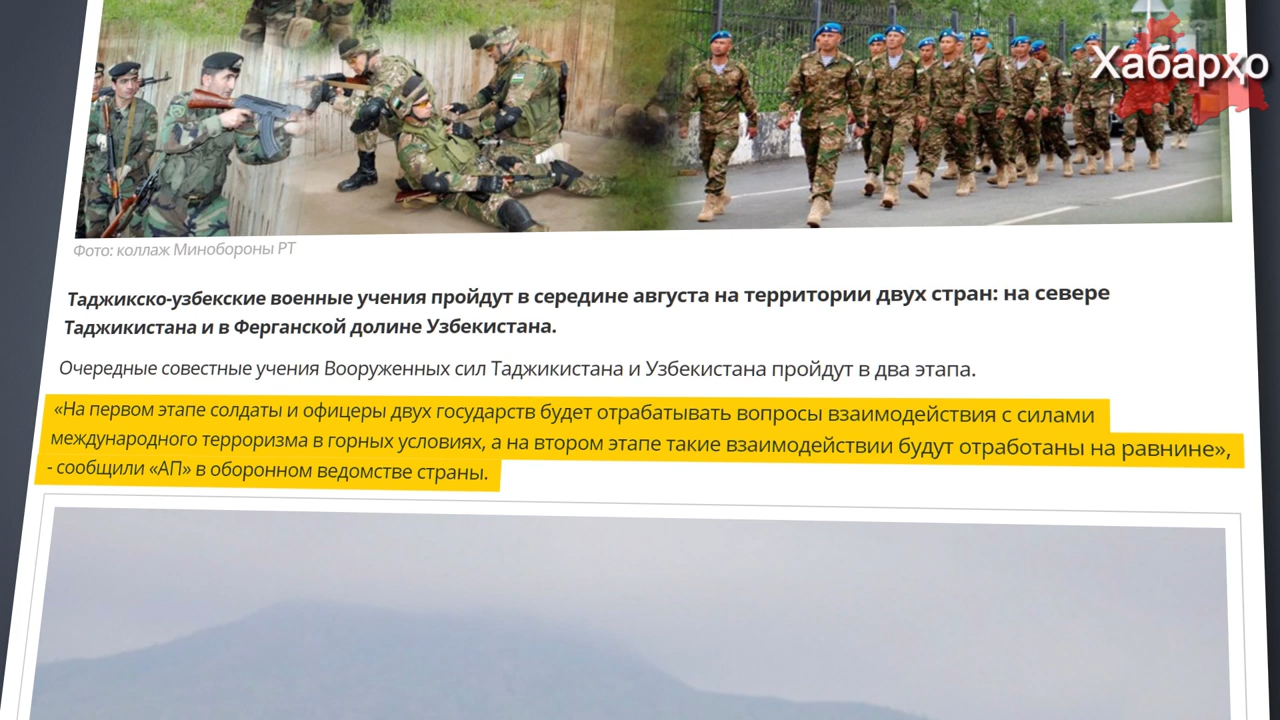 Хабарҳо
Фото: коллаж Минобороны РТ
Таджикско-узбекские военные учения пройдут в середине августа на территории двух стран: на севере
Таджикистана и в Ферганской долине Узбекистана.
Очередные совестные учения Вооруженных сил Таджикистана и Узбекистана пройдут в два этапа.
«На первом этапе солдаты и офицеры двух государств будет отрабатывать вопросы взаимодействия с силами
международного терроризма в горных условиях, а на втором этапе такие взаимодействии будут отработаны на равнине»,
- сообщили «АП» в оборонном ведомстве страны.